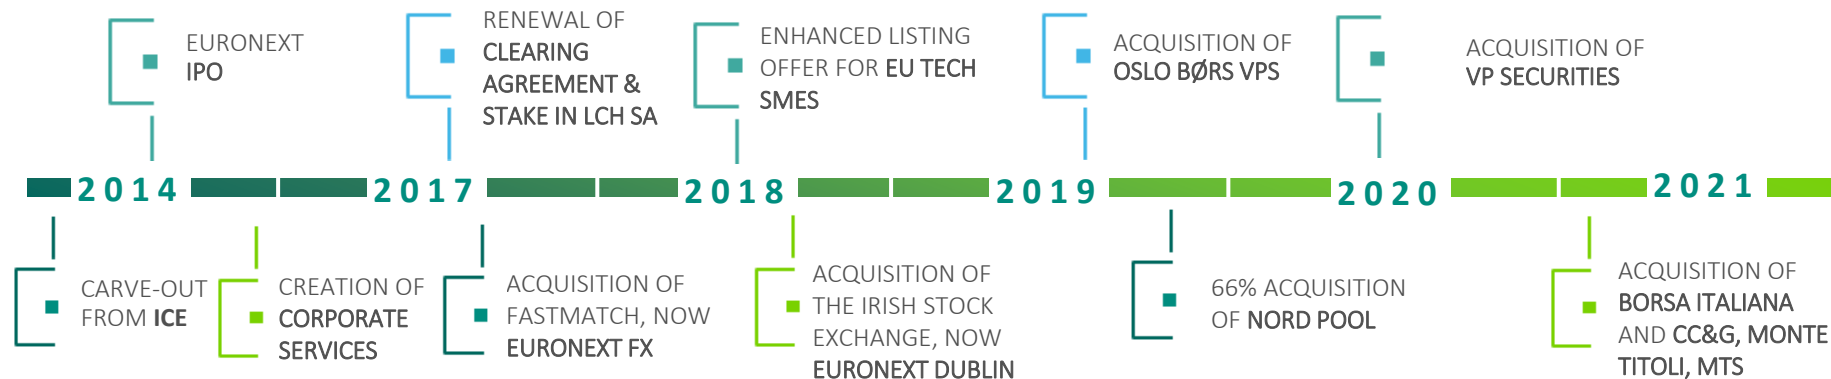 EURONEXT
IPO
RENEWAL OF
CLEARING
AGREEMENT &
STAKE IN LCH SA
ENHANCED LISTING
OFFER FOR EU TECH
SMES
ACQUISITION OF
OSLO BØRS VPS
ACQUISITION OF
VP SECURITIES
2014
2017
2018
2019
2020
2021
CARVE-OUT
FROM ICE
CREATION OF
CORPORATE
SERVICES
ACQUISITION OF
FASTMATCH, NOW
EURONEXT FX
ACQUISITION OF
THE IRISH STOCK
EXCHANGE, NOW
EURONEXT DUBLIN
66% ACQUISITION
OF NORD POOL
ACQUISITION OF
BORSA ITALIANA
AND CC&G, MONTE
TITOLI, MTS